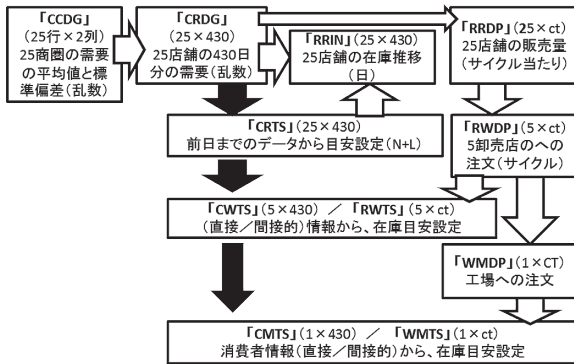 「CCDG」
(25行×2列)
25商圏の需要
の平均値と標
準偏差(乱数)
「CRDG」
(25×430)
25店舗の430日
分の需要(乱数)
「RRIN」(25×430)
25店舗の在庫推移
(日)
「RRDP」(25×ct)
25店舗の販売量
(サイクル当たり)
「CRTS」(25×430)
前日までのデータから目安設定(N+L)
「RWDP」(5×ct)
5卸売店のへの
注文(サイクル)
「CWTS」(5×430) / 「RWTS」(5×ct)
(直接/間接的)情報から、在庫目安設定
「WMDP」(1×CT)
工場への注文
「CMTS」(1×430) / 「WMTS」(1×ct)
消費者情報(直接/間接的)から、在庫目安設定